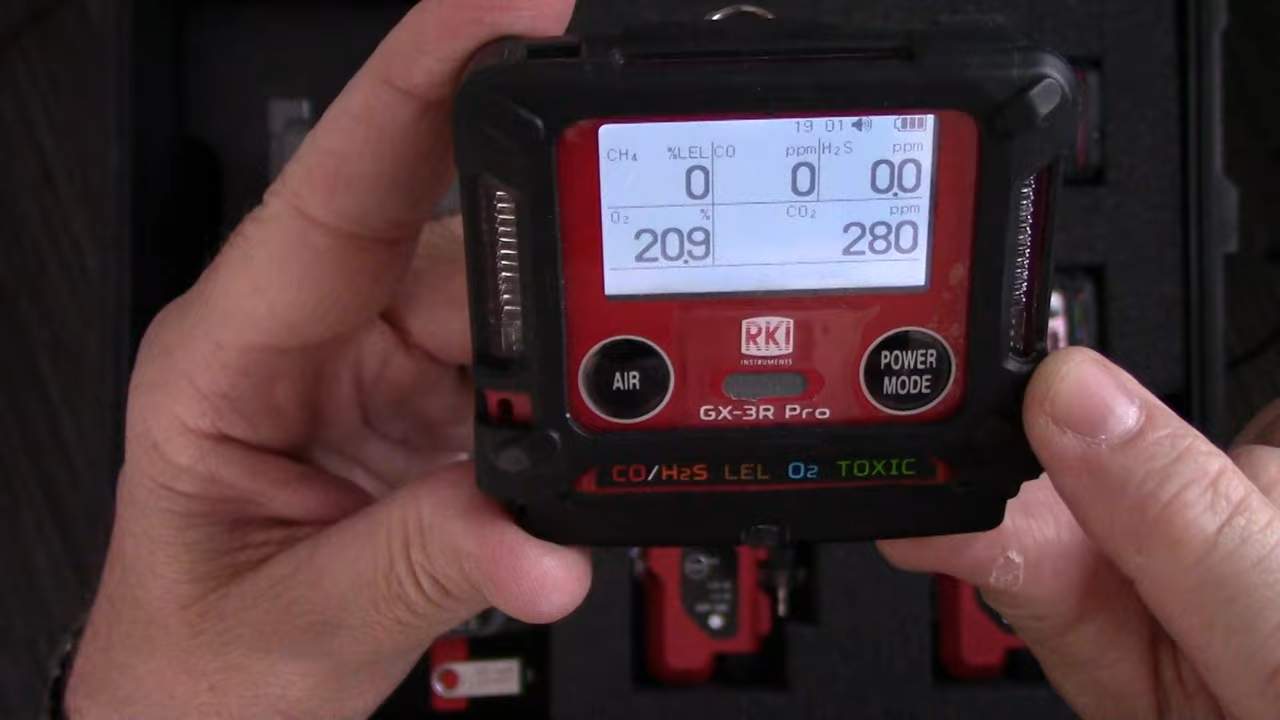 19 01
CH₄ %LEL CO ppm H₂S ppm
0 0 0.0
O₂ % CO₂ ppm
20.9 280
RKI
INSTRUMENTS
AIR
POWER
MODE
GX-3R Pro
CO/H₂S LEL O₂ TOXIC